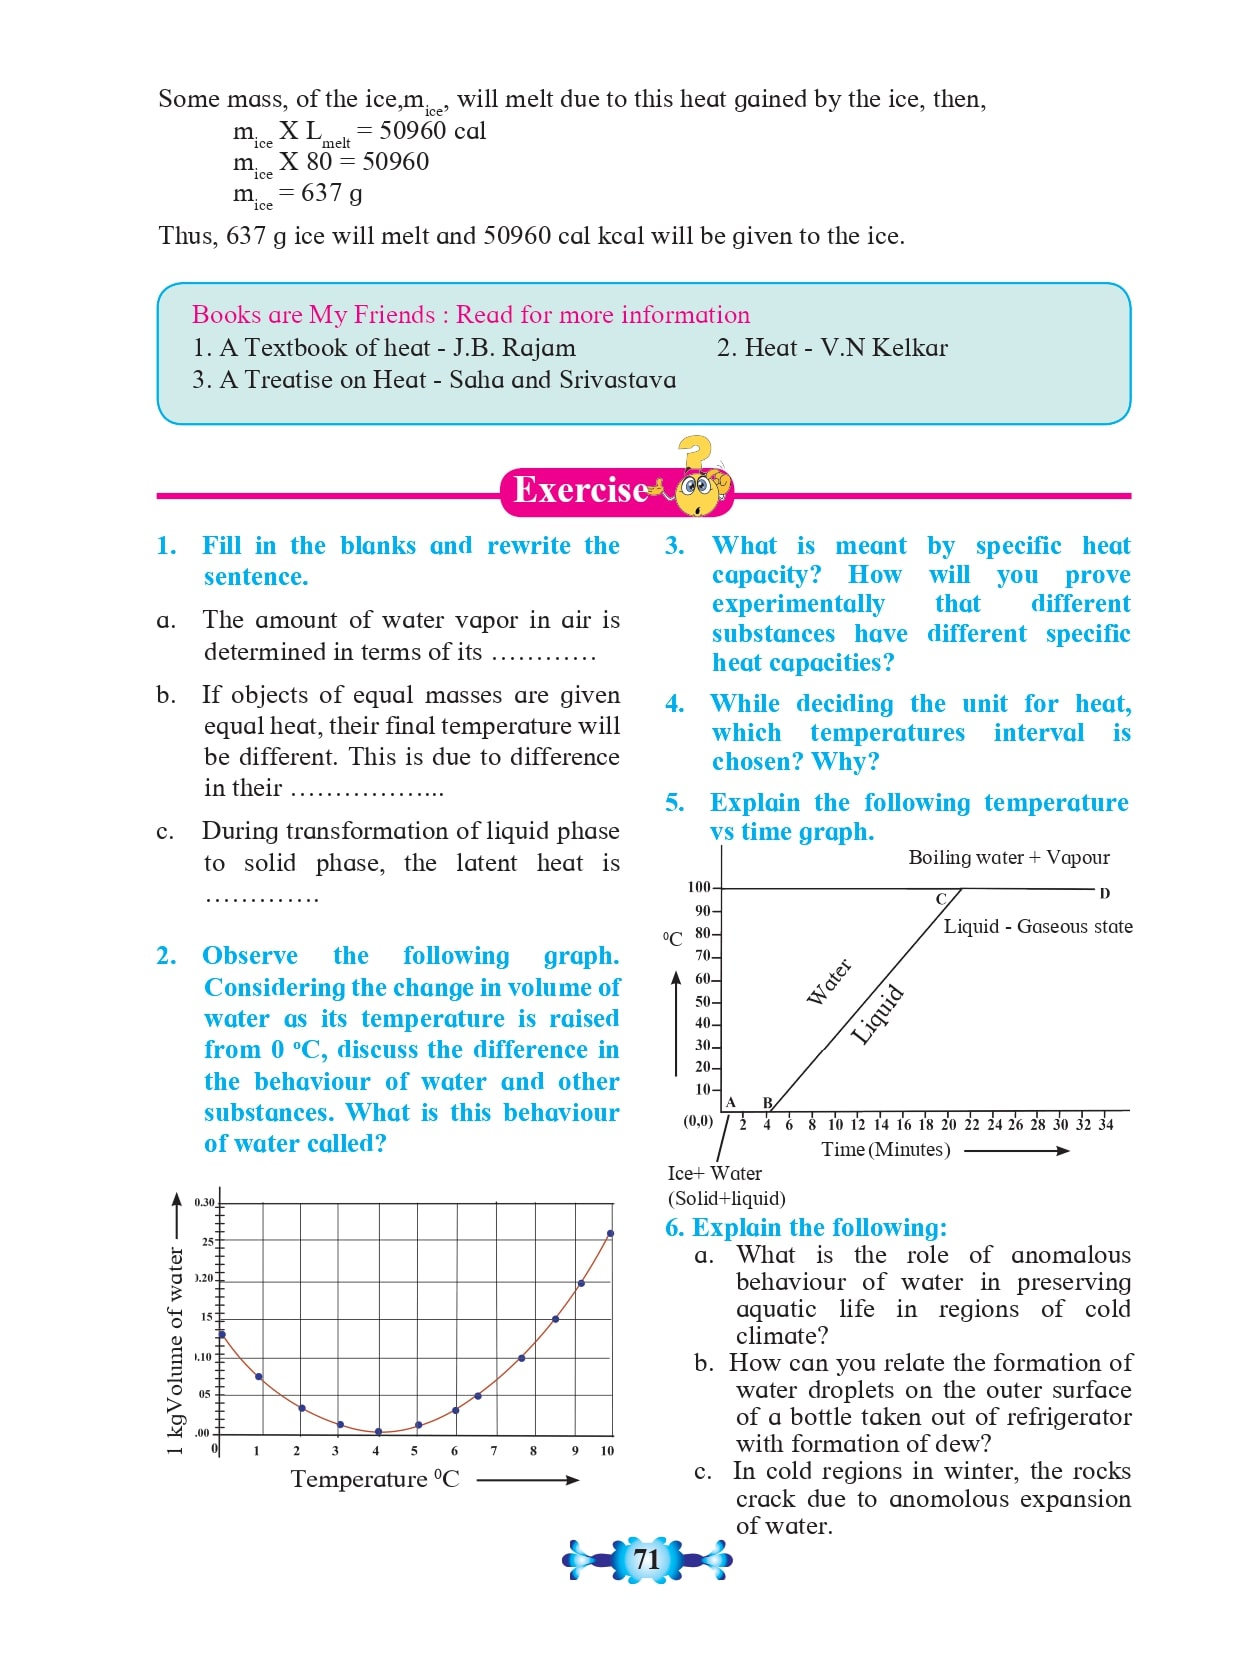 Some mass, of the ice,mice, will melt due to this heat gained by the ice, then,
mice X Lmelt = 50960 cal
mice X 80 = 50960
mice = 637 g
Thus, 637 g ice will melt and 50960 cal kcal will be given to the ice.
Books are My Friends : Read for more information
1. A Textbook of heat - J.B. Rajam 2. Heat - V.N Kelkar
3. A Treatise on Heat - Saha and Srivastava
Exercise
1. Fill in the blanks and rewrite the
sentence.
a. The amount of water vapor in air is
determined in terms of its …………
b. If objects of equal masses are given
equal heat, their final temperature will
be different. This is due to difference
in their ……………...
c. During transformation of liquid phase
to solid phase, the latent heat is
………….
2. Observe the following graph.
Considering the change in volume of
water as its temperature is raised
from 0 °C, discuss the difference in
the behaviour of water and other
substances. What is this behaviour
of water called?
1 kgVolume of water
0.30
25
0.20
15
0.10
05
.00
0 1 2 3 4 5 6 7 8 9 10
Temperature ⁰C
3. What is meant by specific heat
capacity? How will you prove
experimentally that different
substances have different specific
heat capacities?
4. While deciding the unit for heat,
which temperatures interval is
chosen? Why?
5. Explain the following temperature
vs time graph.
Boiling water + Vapour
100
90
80
70
60
50
40
30
20
10
⁰C
C
D
Liquid - Gaseous state
Water
Liquid
A B
(0,0) 2 4 6 8 10 12 14 16 18 20 22 24 26 28 30 32 34
Time (Minutes)
Ice+ Water
(Solid+liquid)
6. Explain the following:
a. What is the role of anomalous
behaviour of water in preserving
aquatic life in regions of cold
climate?
b. How can you relate the formation of
water droplets on the outer surface
of a bottle taken out of refrigerator
with formation of dew?
c. In cold regions in winter, the rocks
crack due to anomolous expansion
of water.
71